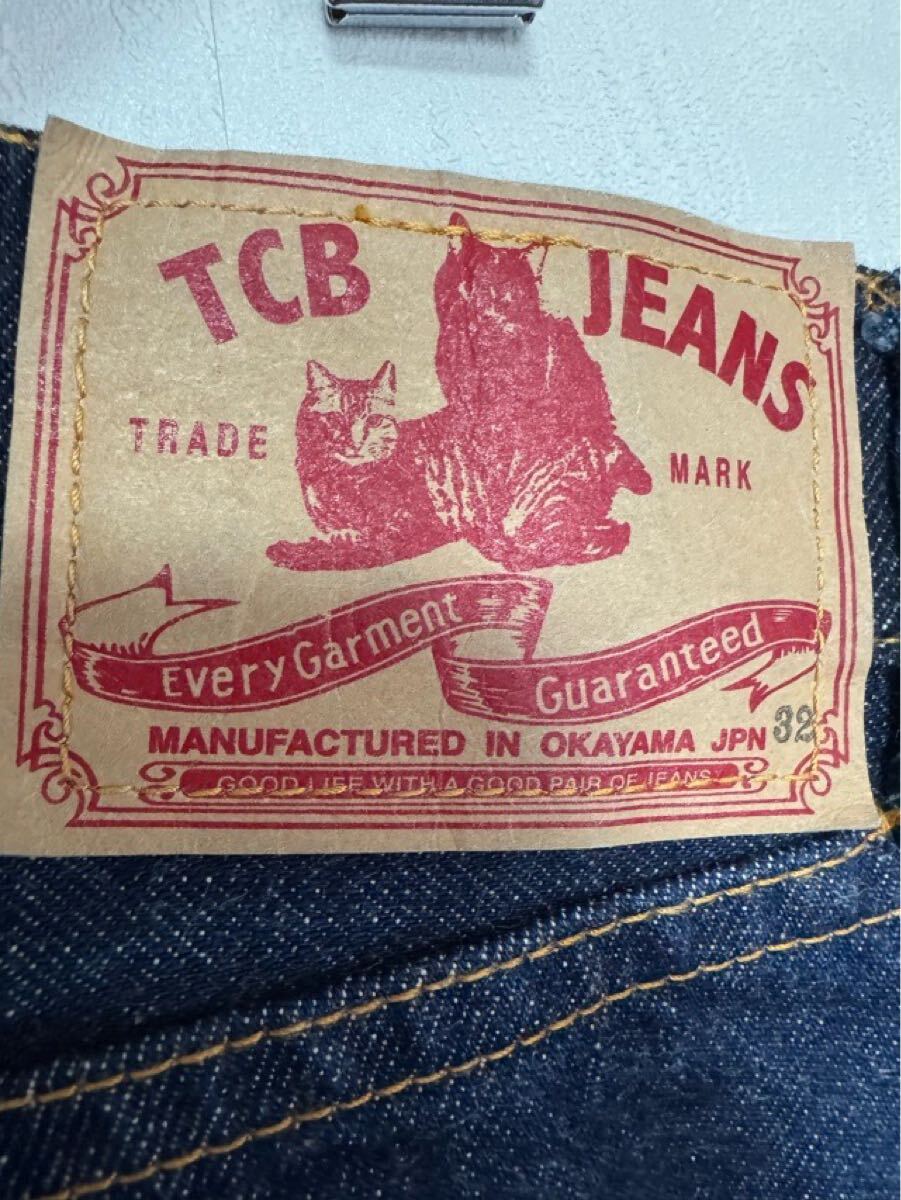 TCB JEANS
TRADE MARK
Every Garment Guaranteed
MANUFACTURED IN OKAYAMA JPN 32
GOOD LIFE WITH A GOOD PAIR OF JEANS